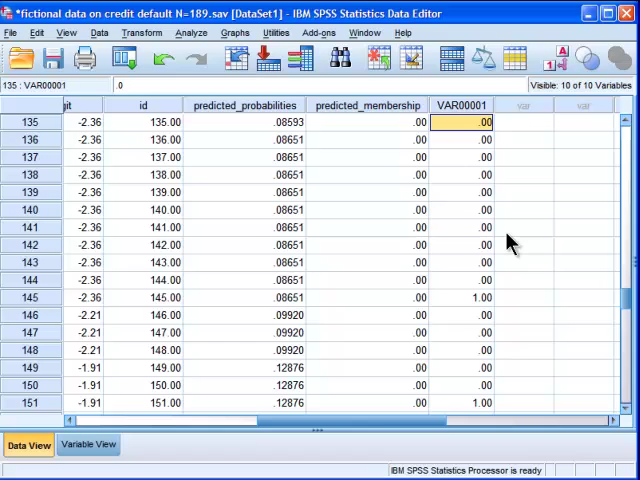 *fictional data on credit default N=189.sav [DataSet1] - IBM SPSS Statistics Data Editor
File Edit View Data Transform Analyze Graphs Utilities Add-ons Window Help
135 : VAR00001 .0 Visible: 10 of 10 Variables
git id predicted_probabilities predicted_membership VAR00001 var var
135 -2.36 135.00 .08593 .00 .00
136 -2.36 136.00 .08651 .00 .00
137 -2.36 137.00 .08651 .00 .00
138 -2.36 138.00 .08651 .00 .00
139 -2.36 139.00 .08651 .00 .00
140 -2.36 140.00 .08651 .00 .00
141 -2.36 141.00 .08651 .00 .00
142 -2.36 142.00 .08651 .00 .00
143 -2.36 143.00 .08651 .00 .00
144 -2.36 144.00 .08651 .00 .00
145 -2.36 145.00 .08651 .00 1.00
146 -2.21 146.00 .09920 .00 .00
147 -2.21 147.00 .09920 .00 .00
148 -2.21 148.00 .09920 .00 .00
149 -1.91 149.00 .12876 .00 .00
150 -1.91 150.00 .12876 .00 .00
151 -1.91 151.00 .12876 .00 1.00
Data View Variable View
IBM SPSS Statistics Processor is ready